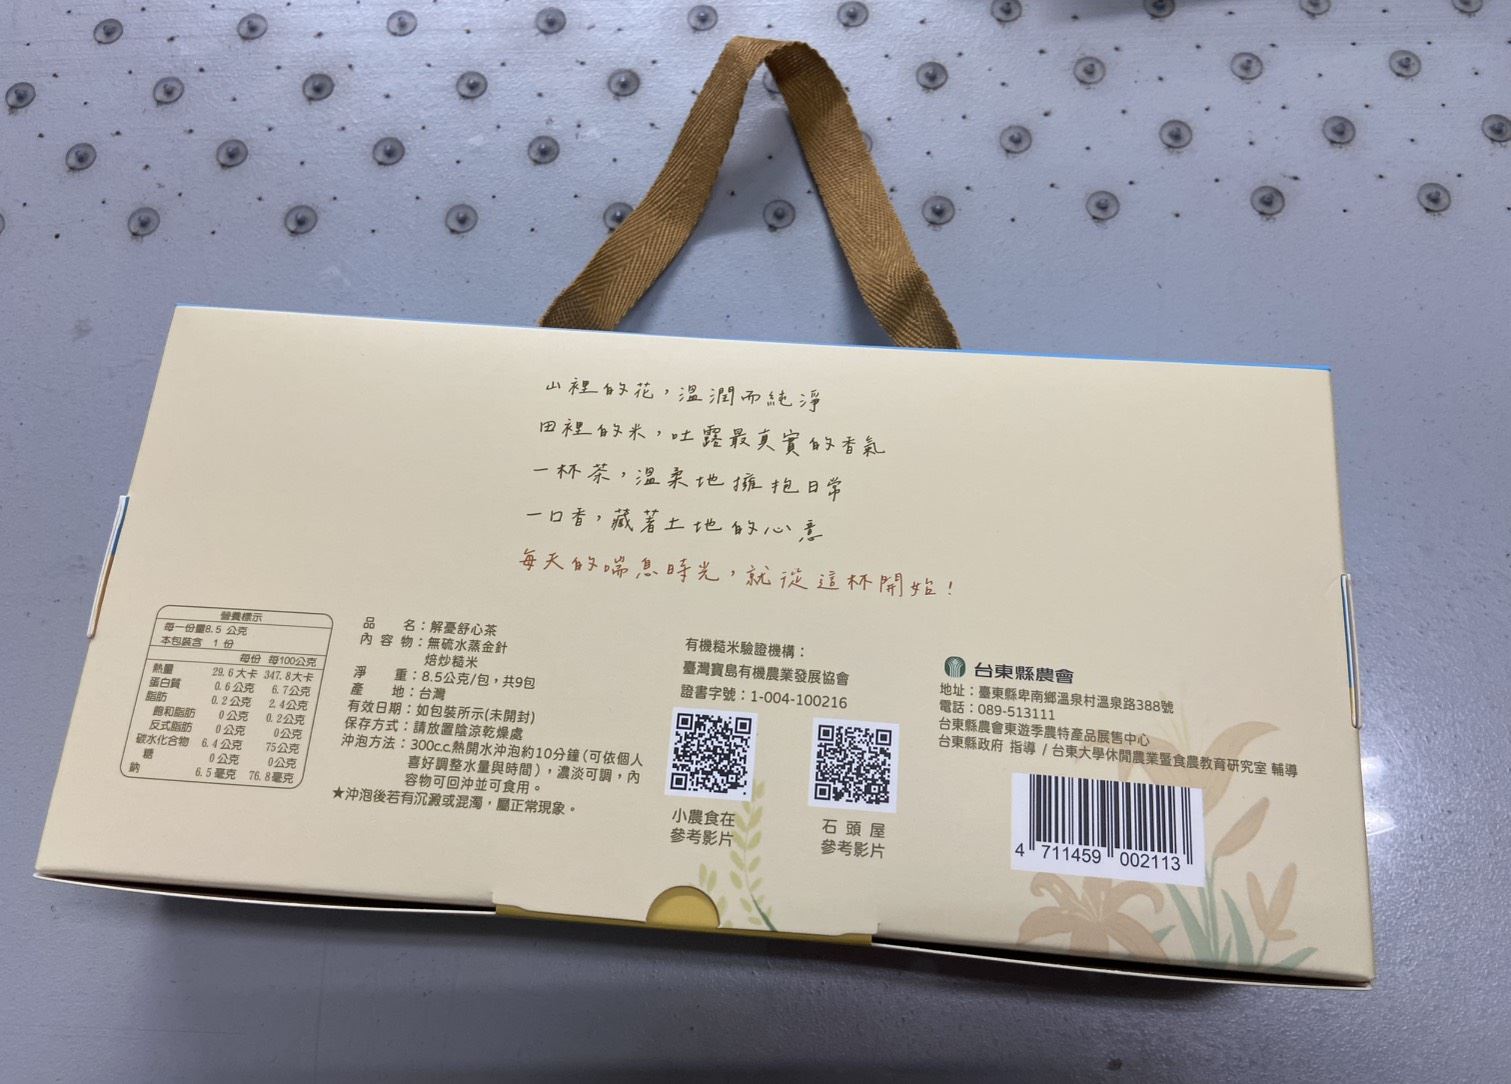 山裡的花，溫潤而純淨
田裡的米，吐露最真實的香氣
一杯茶，溫柔地擁抱日常
一口香，藏著土地的心意
每天的喘息時光，就從這杯開始！
營養標示
每一份量8.5 公克
本包裝含 1 份
每份 每100公克
熱量 29.6大卡 347.8大卡
蛋白質 0.6公克 6.7公克
脂肪 0.2公克 2.4公克
飽和脂肪 0公克 0.2公克
反式脂肪 0公克 0公克
碳水化合物 6.4公克 75公克
糖 0公克 0公克
鈉 6.5毫克 76.8毫克
品名：解憂舒心茶
內容物：無硫水蒸金針
焙炒糙米
淨重：8.5公克/包，共9包
產地：台灣
有效日期：如包裝所示(未開封)
保存方式：請放置陰涼乾燥處
沖泡方法：300c.c.熱開水沖泡約10分鐘(可依個人
喜好調整水量與時間)，濃淡可調，內
容物可回沖並可食用。
★沖泡後若有沉澱或混濁，屬正常現象。
有機糙米驗證機構：
臺灣寶島有機農業發展協會
證書字號：1-004-100216
小農食在
參考影片
石頭屋
參考影片
台東縣農會
地址：臺東縣卑南鄉溫泉村溫泉路388號
電話：089-513111
台東縣農會東遊季農特產品展售中心
台東縣政府 指導 / 台東大學休閒農業暨食農教育研究室 輔導
4 711459 002113